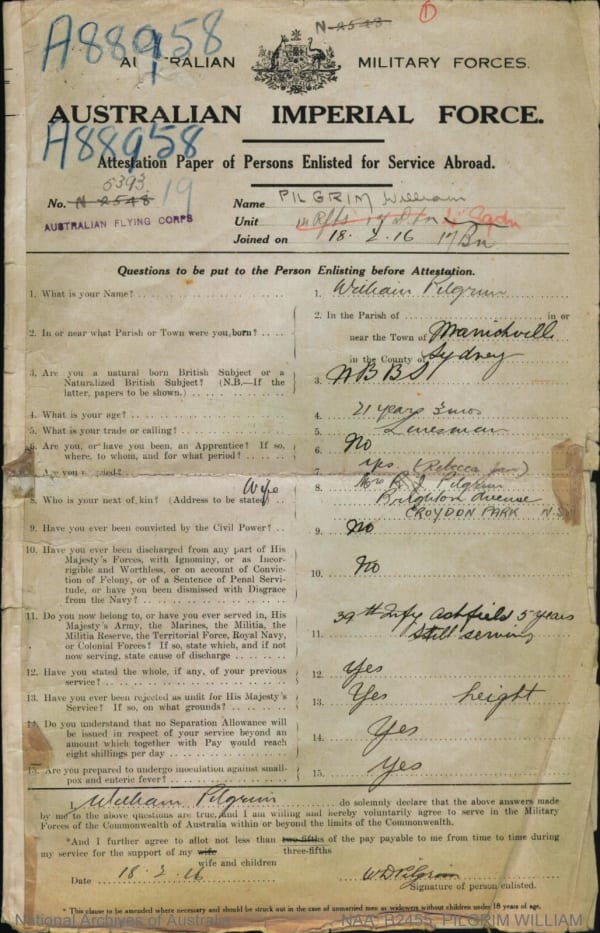 N-2548
A88958
AUSTRALIAN MILITARY FORCES.
AUSTRALIAN IMPERIAL FORCE.
A88958
Attestation Paper of Persons Enlisted for Service Abroad.
5393
No. N 2548 19 Name PILGRIM William
AUSTRALIAN FLYING CORPS
Unit
Joined on 18. 2. 16 17 Bn
Questions to be put to the Person Enlisting before Attestation.
1. What is your Name? 1. William Pilgrim
2. In or near what Parish or Town were you born? 2. In the Parish of in or
near the Town of Marrickville
in the County of Sydney
3. Are you a natural born British Subject or a
Naturalized British Subject? (N.B.—If the
latter, papers to be shown.) 3. NBBS
4. What is your age? 4. 21 years 3 mos
5. What is your trade or calling? 5. Linesman
6. Are you, or have you been, an Apprentice? If so,
where, to whom, and for what period? 6. No
7. Are you married? 7. yes (Rebecca Jane)
8. Who is your next of kin? (Address to be stated) Wife 8. Mrs R J Pilgrim
Brighton Avenue
CROYDON PARK N.S.
9. Have you ever been convicted by the Civil Power? 9. No
10. Have you ever been discharged from any part of His
Majesty's Forces, with Ignominy, or as Incor-
rigible and Worthless, or on account of Convic-
tion of Felony, or of a Sentence of Penal Servi-
tude, or have you been dismissed with Disgrace
from the Navy? 10. No
11. Do you now belong to, or have you ever served in, His
Majesty's Army, the Marines, the Militia, the
Militia Reserve, the Territorial Force, Royal Navy,
or Colonial Forces? If so, state which, and if not
now serving, state cause of discharge 11. 39th Infy Ashfield 5 years
still serving
12. Have you stated the whole, if any, of your previous
service? 12. Yes
13. Have you ever been rejected as unfit for His Majesty's
Service? If so, on what grounds? 13. Yes height
14. Do you understand that no Separation Allowance will
be issued in respect of your service beyond an
amount which together with Pay would reach
eight shillings per day 14. Yes
15. Are you prepared to undergo inoculation against small-
pox and enteric fever? 15. Yes
I, William Pilgrim do solemnly declare that the above answers made
by me to the above questions are true, and I am willing and hereby voluntarily agree to serve in the Military
Forces of the Commonwealth of Australia within or beyond the limits of the Commonwealth.
*And I further agree to allot not less than two-fifths of the pay payable to me from time to time during
three-fifths
my service for the support of my wife
wife and children
Date 18. 2. 16 W D Pilgrim
Signature of person enlisted.
* This clause to be amended where necessary and should be struck out in the case of unmarried men or widowers without children under 18 years of age.
National Archives of Australia NAA: B2455, PILGRIM WILLIAM